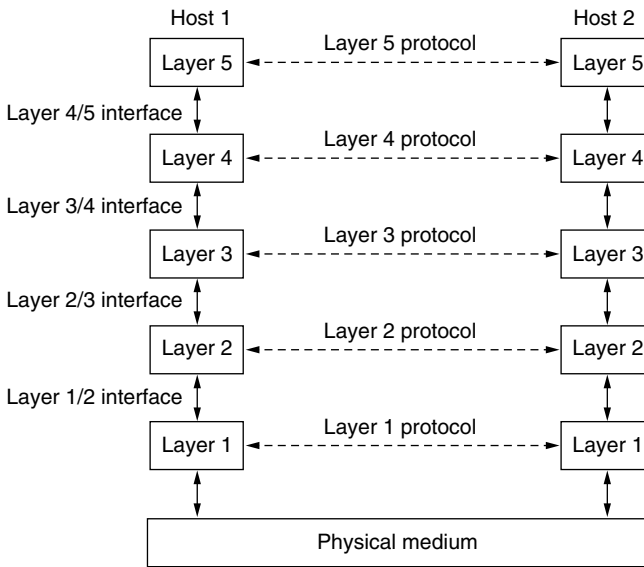 Host 1
Host 2
Layer 5 protocol
Layer 5
Layer 5
Layer 4/5 interface
Layer 4 protocol
Layer 4
Layer 4
Layer 3/4 interface
Layer 3 protocol
Layer 3
Layer 3
Layer 2/3 interface
Layer 2 protocol
Layer 2
Layer 2
Layer 1/2 interface
Layer 1 protocol
Layer 1
Layer 1
Physical medium